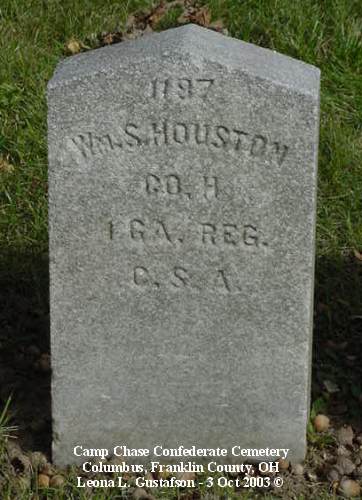 1197
Wm. S. HOUSTON
CO. H.
1 GA. REG.
C. S. A.
Camp Chase Confederate Cemetery
Columbus, Franklin County, OH
Leona L. Gustafson - 3 Oct 2003 ©